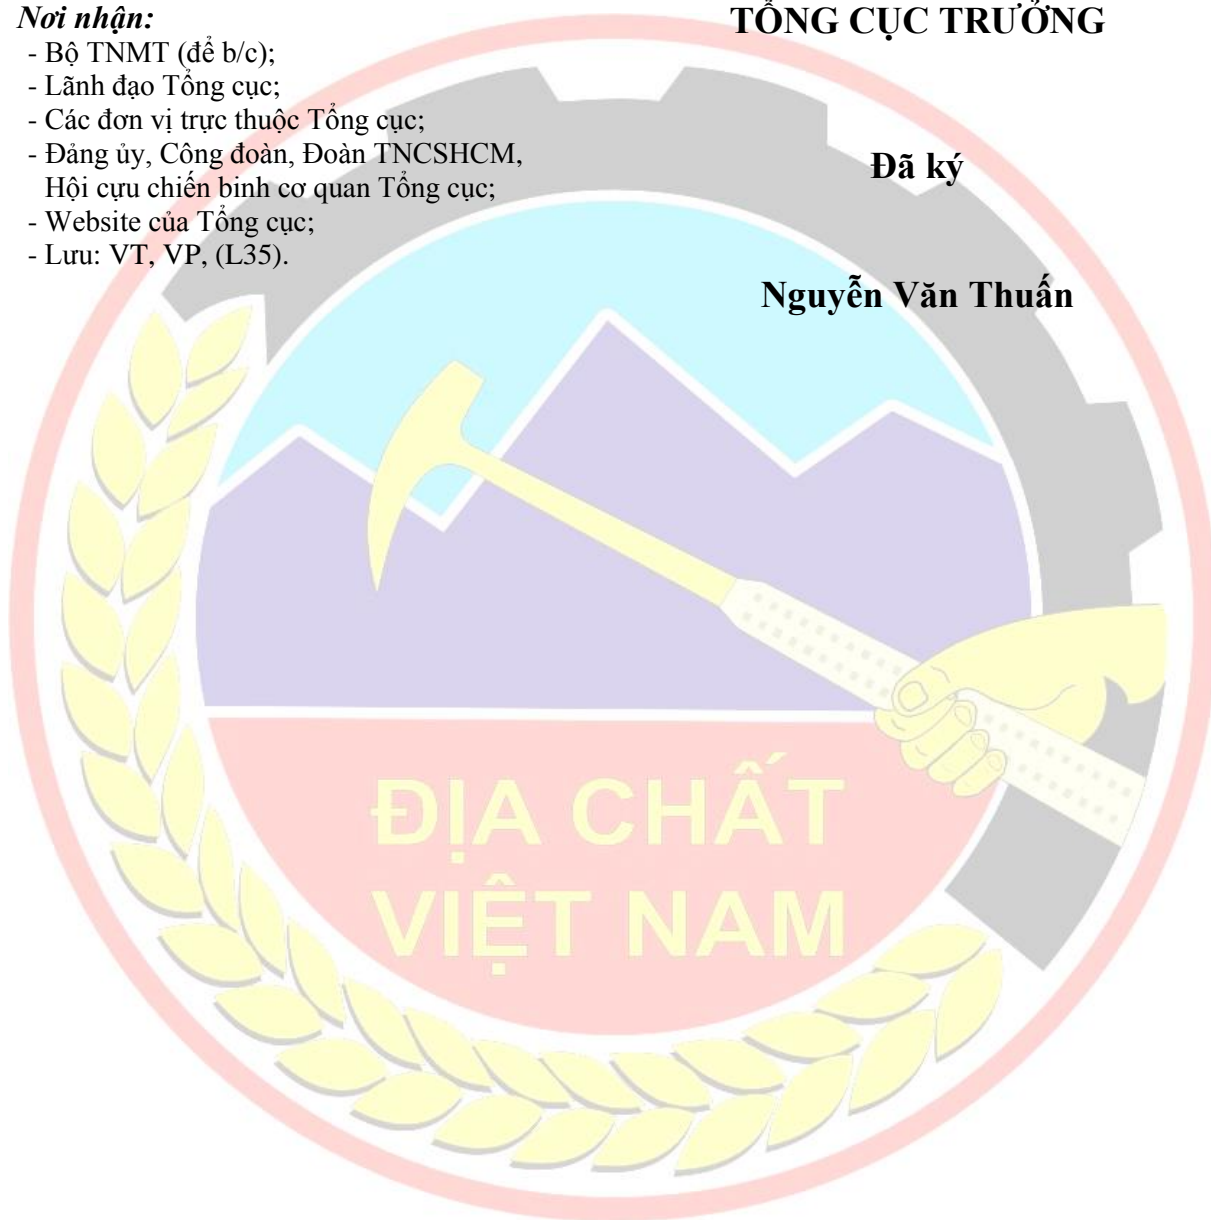 Nơi nhận:
- Bộ TNMT (để b/c);
- Lãnh đạo Tổng cục;
- Các đơn vị trực thuộc Tổng cục;
- Đảng ủy, Công đoàn, Đoàn TNCSHCM,
Hội cựu chiến binh cơ quan Tổng cục;
- Website của Tổng cục;
- Lưu: VT, VP, (L35).
TỔNG CỤC TRƯỞNG
Đã ký
Nguyễn Văn Thuấn
ĐỊA CHẤT
VIỆT NAM